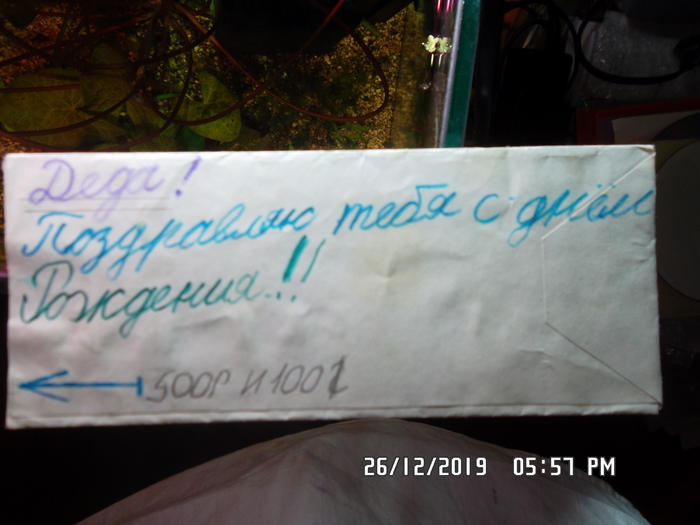 Деда!
Поздравляю тебя с днём
Рождения!!!
500Р и 100
26/12/2019 05:57 PM